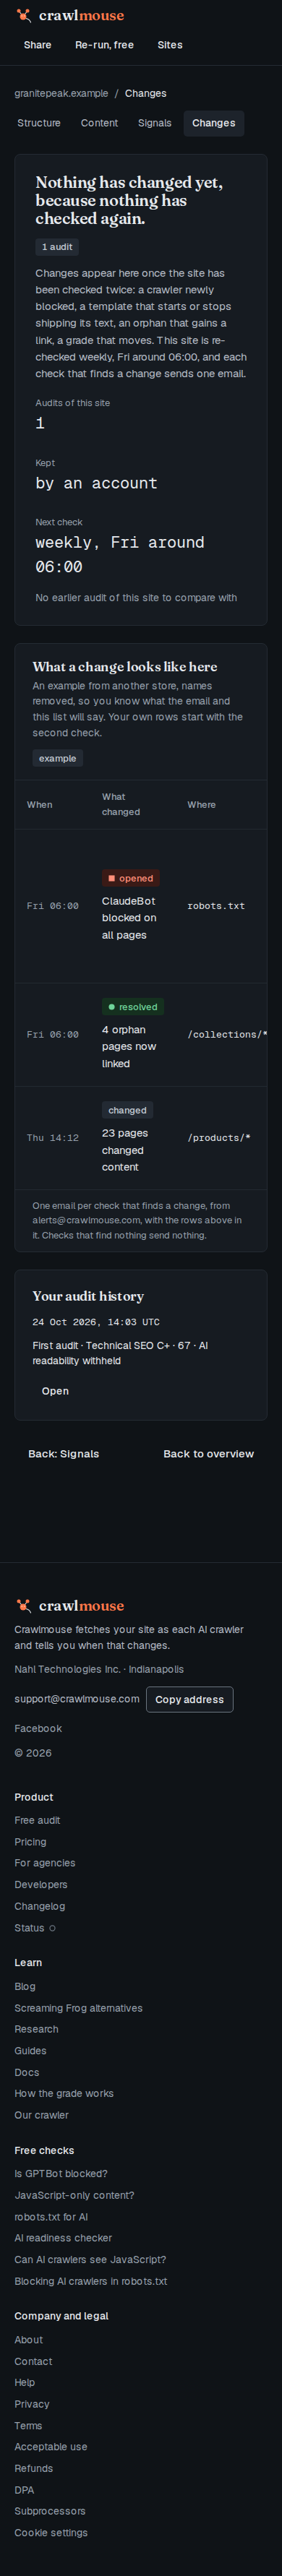 crawlmouse
Share Re-run, free Sites
granitepeak.example / Changes
Structure Content Signals Changes
Nothing has changed yet,
because nothing has
checked again.
1 audit
Changes appear here once the site has
been checked twice: a crawler newly
blocked, a template that starts or stops
shipping its text, an orphan that gains a
link, a grade that moves. This site is re-
checked weekly, Fri around 06:00, and each
check that finds a change sends one email.
Audits of this site
1
Kept
by an account
Next check
weekly, Fri around
06:00
No earlier audit of this site to compare with
What a change looks like here
An example from another store, names
removed, so you know what the email and
this list will say. Your own rows start with the
second check.
example
When What changed Where
Fri 06:00
opened
ClaudeBot
blocked on
all pages
robots.txt
Fri 06:00
resolved
4 orphan
pages now
linked
/collections/*
Thu 14:12
changed
23 pages
changed
content
/products/*
One email per check that finds a change, from
alerts@crawlmouse.com, with the rows above in
it. Checks that find nothing send nothing.
Your audit history
24 Oct 2026, 14:03 UTC
First audit · Technical SEO C+ · 67 · AI
readability withheld
Open
Back: Signals Back to overview
crawlmouse
Crawlmouse fetches your site as each AI crawler
and tells you when that changes.
Nahl Technologies Inc. · Indianapolis
support@crawlmouse.com Copy address
Facebook
© 2026
Product
Free audit
Pricing
For agencies
Developers
Changelog
Status
Learn
Blog
Screaming Frog alternatives
Research
Guides
Docs
How the grade works
Our crawler
Free checks
Is GPTBot blocked?
JavaScript-only content?
robots.txt for AI
AI readiness checker
Can AI crawlers see JavaScript?
Blocking AI crawlers in robots.txt
Company and legal
About
Contact
Help
Privacy
Terms
Acceptable use
Refunds
DPA
Subprocessors
Cookie settings